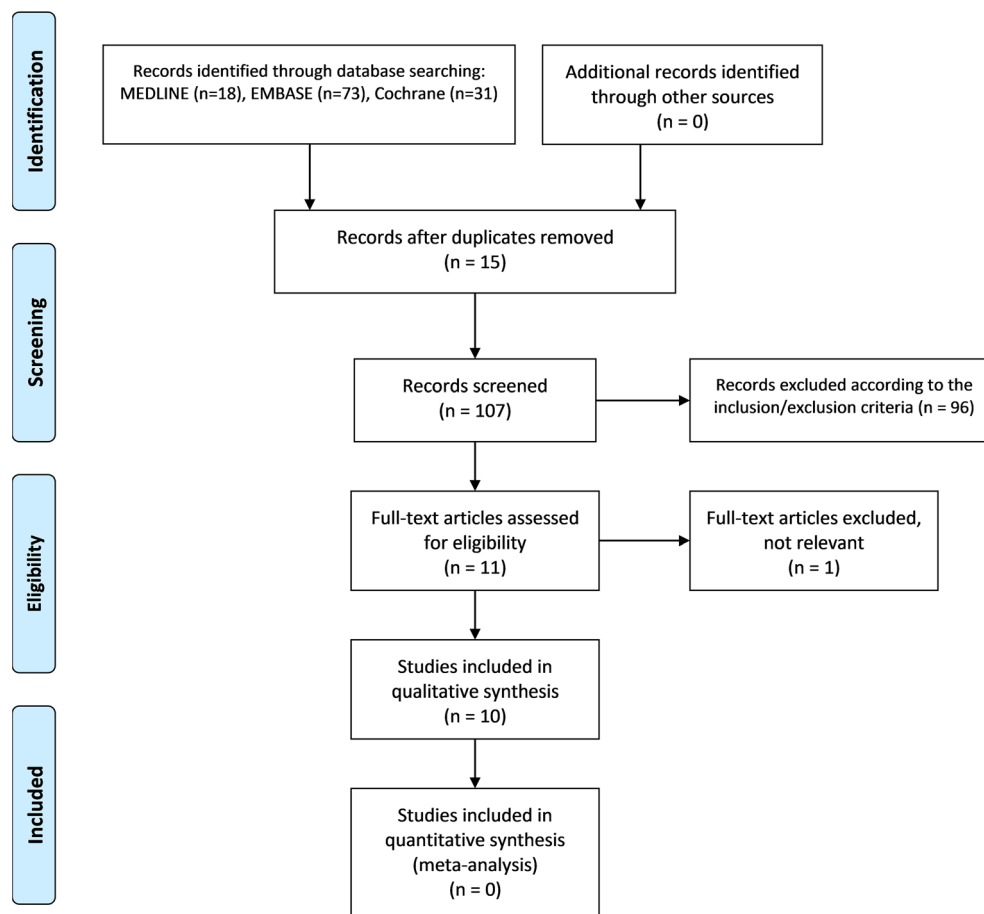 Identification
Records identified through database searching:
MEDLINE (n=18), EMBASE (n=73), Cochrane (n=31)
Additional records identified
through other sources
(n = 0)
Records after duplicates removed
(n = 15)
Screening
Records screened
(n = 107)
Records excluded according to the
inclusion/exclusion criteria (n = 96)
Eligibility
Full-text articles assessed
for eligibility
(n = 11)
Full-text articles excluded,
not relevant
(n = 1)
Studies included in
qualitative synthesis
(n = 10)
Included
Studies included in
quantitative synthesis
(meta-analysis)
(n = 0)